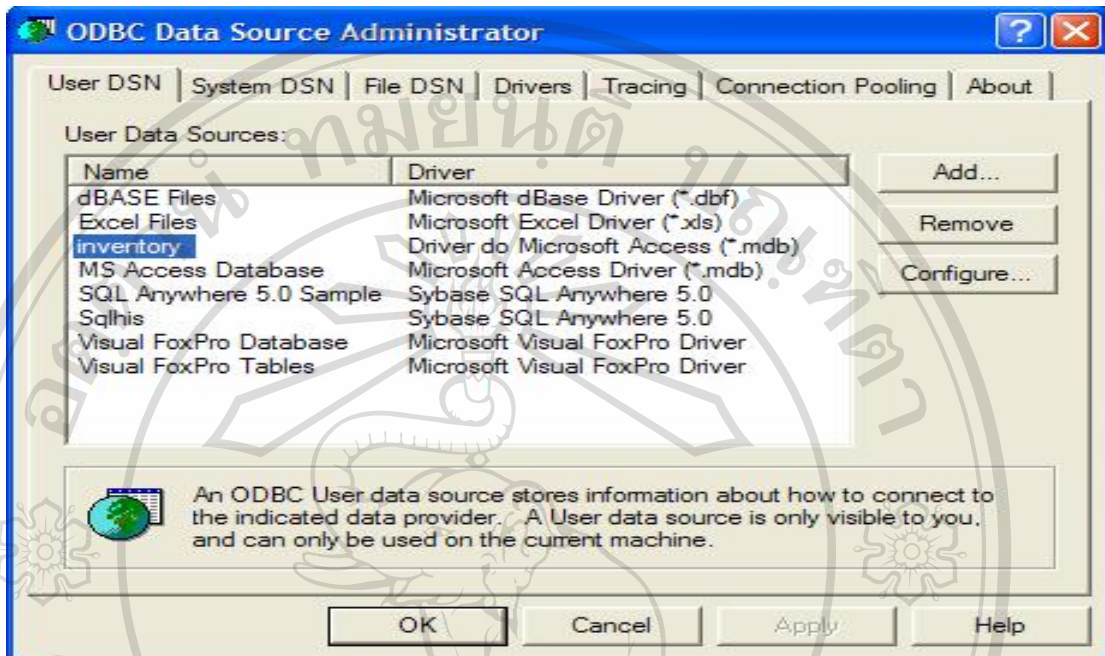 ODBC Data Source Administrator
User DSN System DSN File DSN Drivers Tracing Connection Pooling About
User Data Sources:
Name Driver
dBASE Files Microsoft dBase Driver (*.dbf)
Excel Files Microsoft Excel Driver (*.xls)
inventory Driver do Microsoft Access (*.mdb)
MS Access Database Microsoft Access Driver (*.mdb)
SQL Anywhere 5.0 Sample Sybase SQL Anywhere 5.0
Sqlhis Sybase SQL Anywhere 5.0
Visual FoxPro Database Microsoft Visual FoxPro Driver
Visual FoxPro Tables Microsoft Visual FoxPro Driver
Add...
Remove
Configure...
An ODBC User data source stores information about how to connect to
the indicated data provider. A User data source is only visible to you,
and can only be used on the current machine.
OK Cancel Apply Help